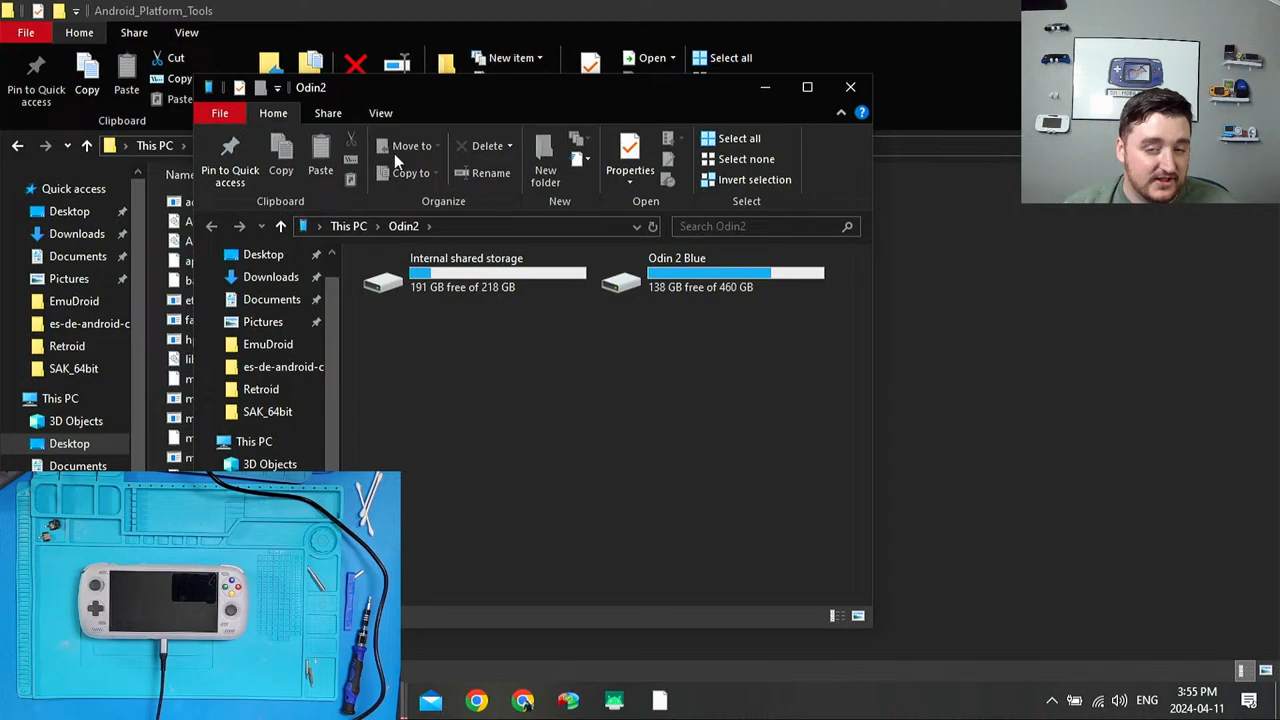 Android_Platform_Tools
File Home Share View
Pin to Quick access
Copy
Paste
Cut
Copy
Paste
New item
Open
Select all
Clipboard
This PC
Quick access
Desktop
Downloads
Documents
Pictures
EmuDroid
es-de-android-c
Retroid
SAK_64bit
This PC
3D Objects
Desktop
Documents
Odin2
File Home Share View
Pin to Quick access
Copy
Paste
Move to
Copy to
Delete
Rename
New folder
Properties
Select all
Select none
Invert selection
Clipboard Organize New Open Select
This PC Odin2
Search Odin2
Desktop
Downloads
Documents
Pictures
EmuDroid
es-de-android-c
Retroid
SAK_64bit
This PC
3D Objects
Internal shared storage
191 GB free of 218 GB
Odin 2 Blue
138 GB free of 460 GB
ENG
3:55 PM
2024-04-11